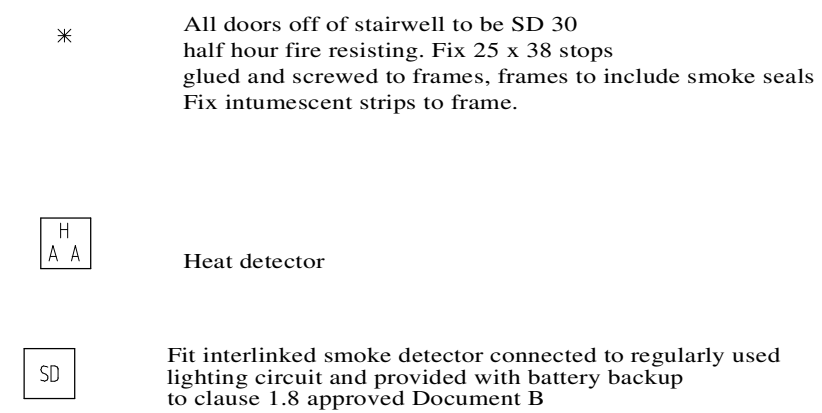 * All doors off of stairwell to be SD 30
half hour fire resisting. Fix 25 x 38 stops
glued and screwed to frames, frames to include smoke seals
Fix intumescent strips to frame.
H
A A
Heat detector
Fit interlinked smoke detector connected to regularly used
SD lighting circuit and provided with battery backup
to clause 1.8 approved Document B